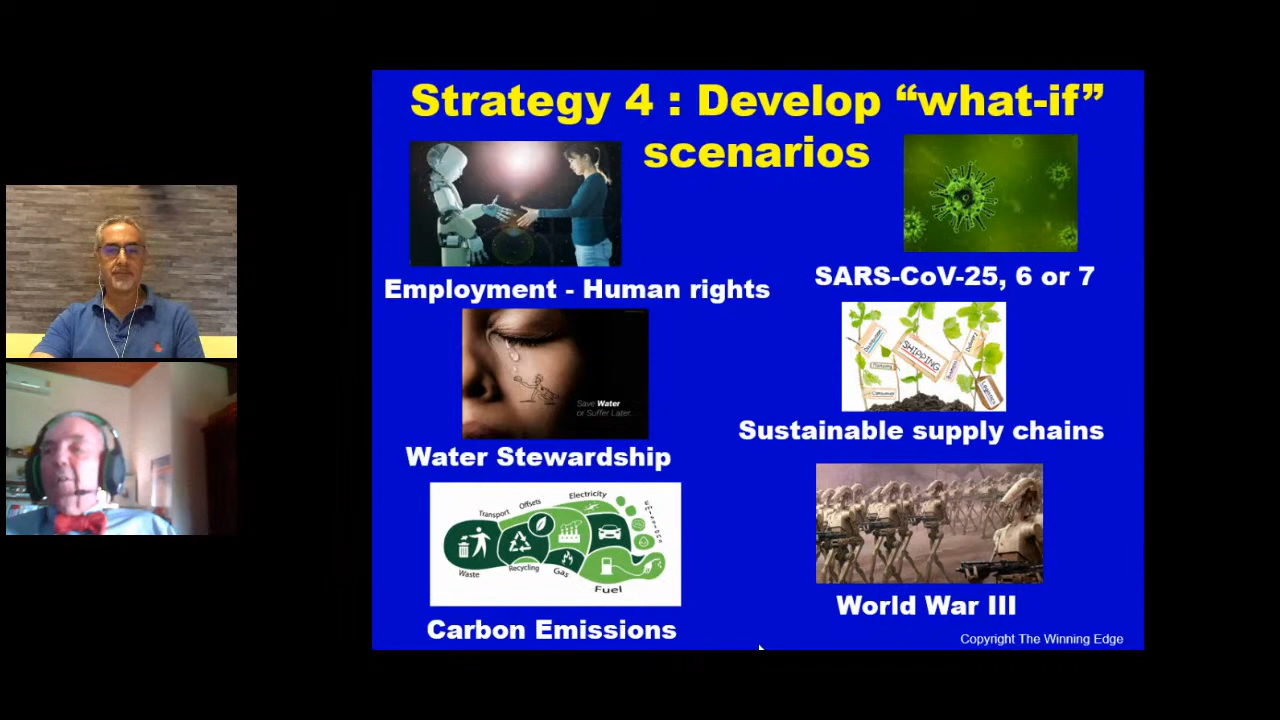 Strategy 4 : Develop “what-if”
scenarios
Employment - Human rights
SARS-CoV-25, 6 or 7
Save Water
or Suffer Later.
SHIPPING
Logistics
Water Stewardship
Sustainable supply chains
Electricity
Offsets
Transport
Waste
Recycling
Gas
Fuel
Carbon Emissions
World War III
Copyright The Winning Edge